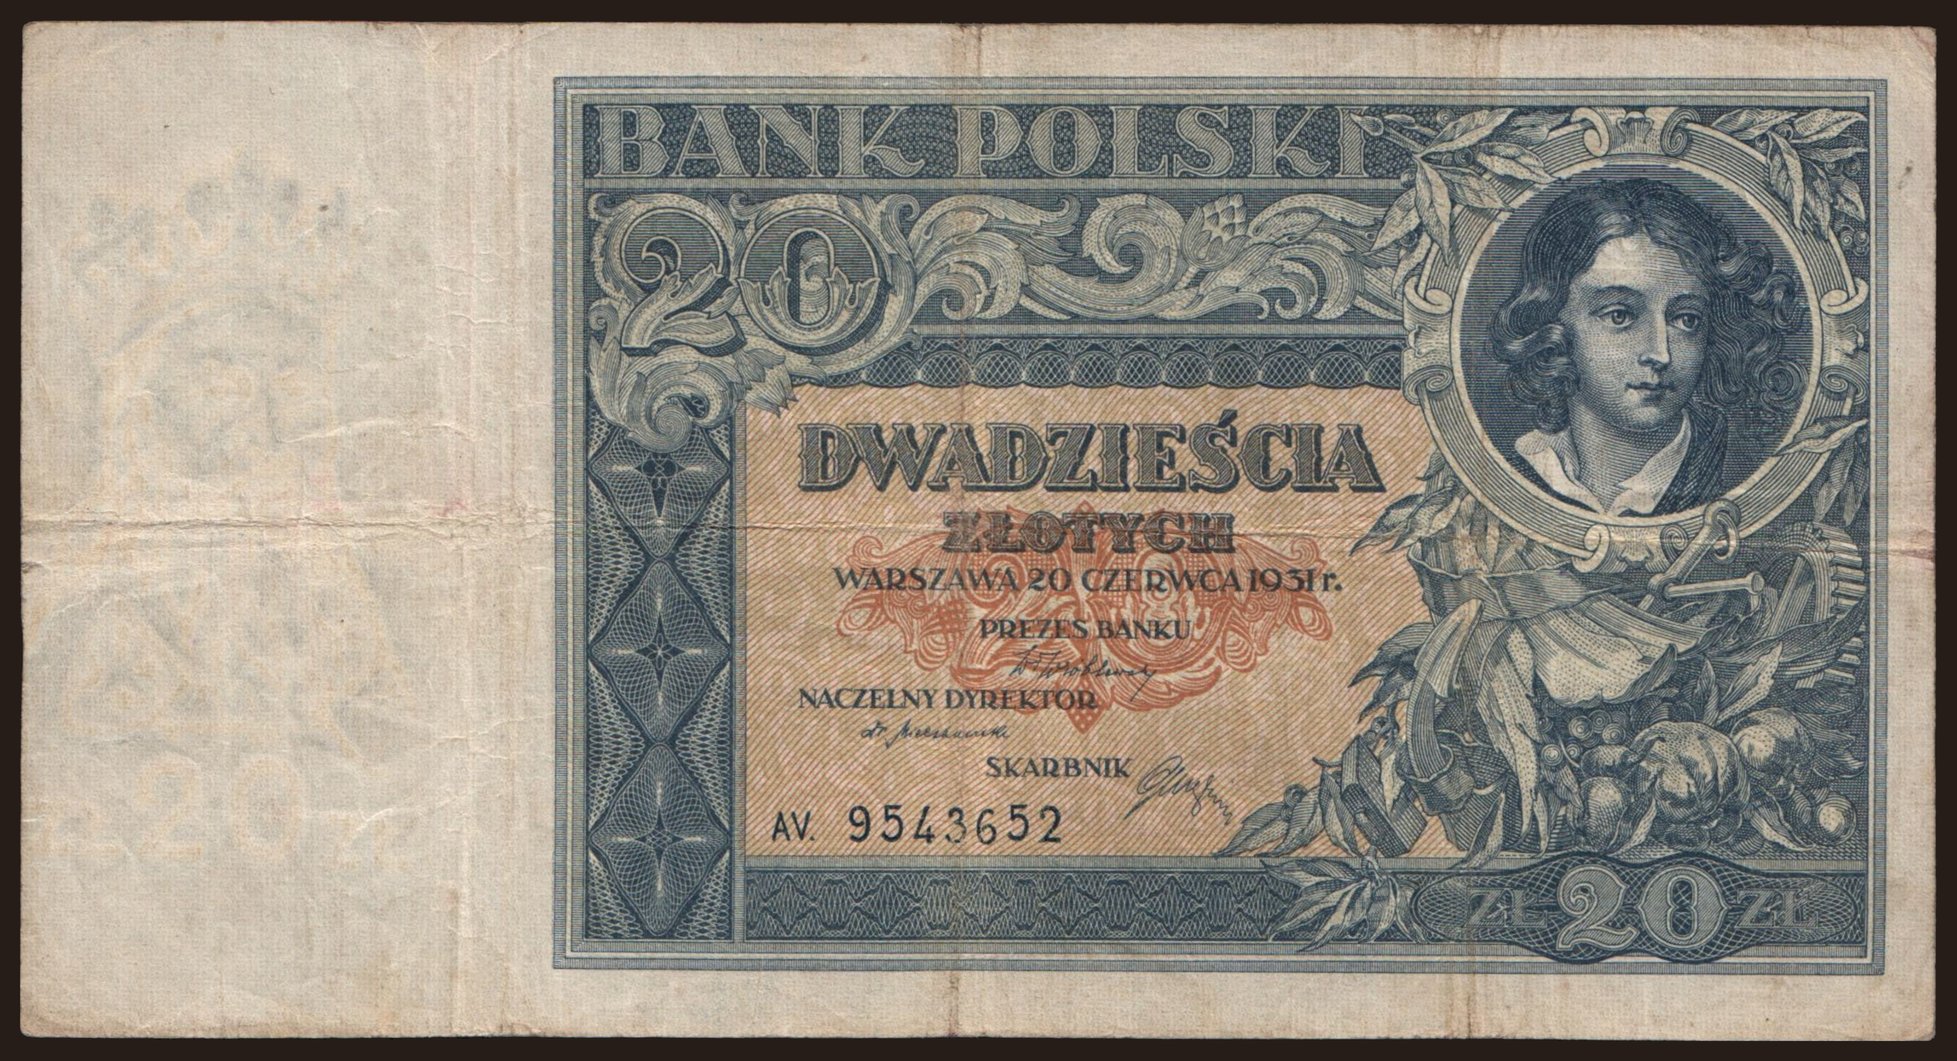 BANK POLSKI
20
DWADZIEŚCIA
ZŁOTYCH
WARSZAWA 20 CZERWCA 1931 r.
20
PREZES BANKU
NACZELNY DYREKTOR
SKARBNIK
AV. 9543652
ZŁ 20 ZŁ